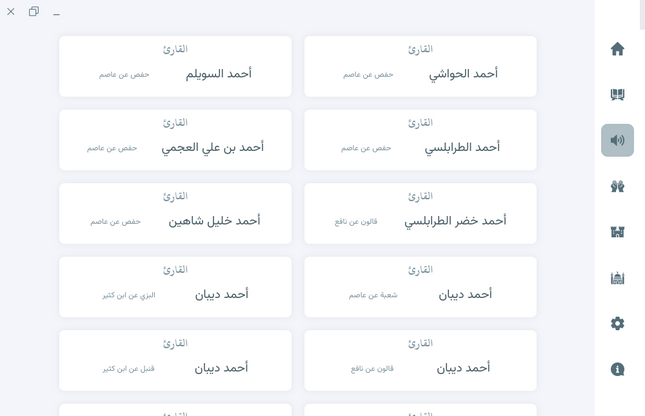 القارئ
أحمد الحواشي
حفص عن عاصم
القارئ
أحمد السويلم
حفص عن عاصم
القارئ
أحمد الطرابلسي
حفص عن عاصم
القارئ
أحمد بن علي العجمي
حفص عن عاصم
القارئ
أحمد خضر الطرابلسي
قالون عن نافع
القارئ
أحمد خليل شاهين
حفص عن عاصم
القارئ
أحمد ديبان
شعبة عن عاصم
القارئ
أحمد ديبان
البزي عن ابن كثير
القارئ
أحمد ديبان
قالون عن نافع
القارئ
أحمد ديبان
قنبل عن ابن كثير